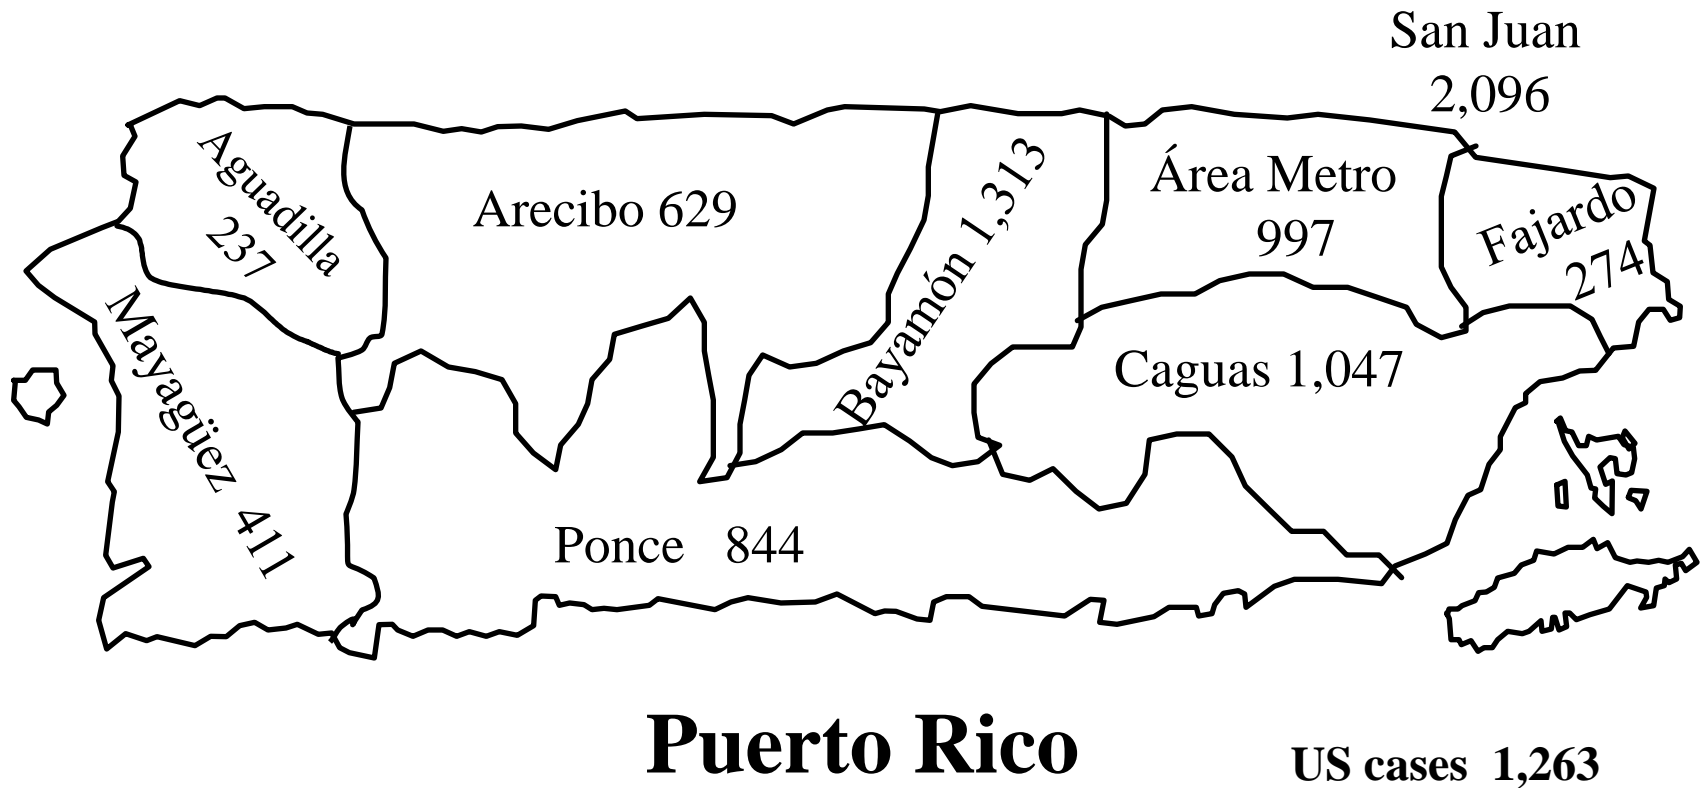 San Juan
2,096
Aguadilla
237
Arecibo 629
Bayamón 1,313
Área Metro
997
Fajardo
274
Mayagüez 411
Caguas 1,047
Ponce 844
Puerto Rico
US cases 1,263